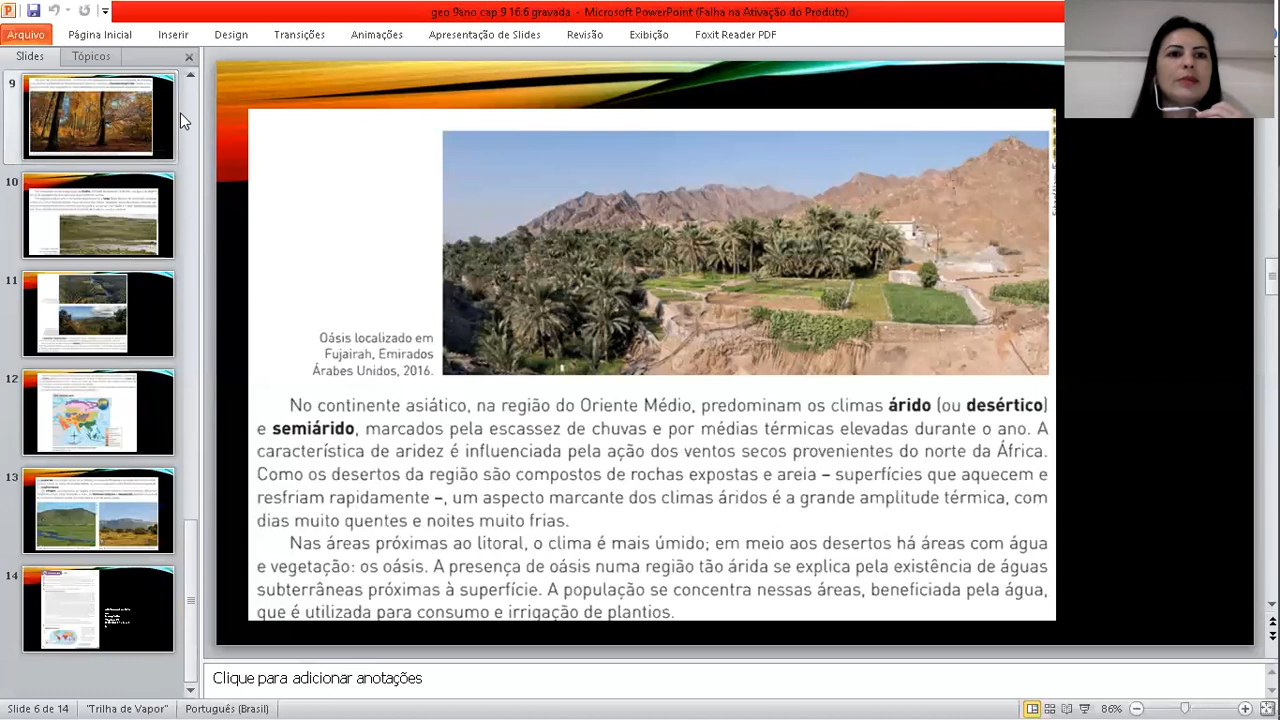 geo 9ano cap 9 16.6 gravada - Microsoft PowerPoint (Falha na Ativação do Produto)
Arquivo Página Inicial Inserir Design Transições Animações Apresentação de Slides Revisão Exibição Foxit Reader PDF
Slides Tópicos
9
10
11
12
13
14
Oásis localizado em
Fujairah, Emirados
Árabes Unidos, 2016.
No continente asiático, na região do Oriente Médio, predominam os climas árido (ou desértico)
e semiárido, marcados pela escassez de chuvas e por médias térmicas elevadas durante o ano. A
característica de aridez é influenciada pela ação dos ventos secos provenientes do norte da África.
Como os desertos da região são compostos de rochas expostas e areia – superfícies que aquecem e
resfriam rapidamente –, um aspecto marcante dos climas áridos é a grande amplitude térmica, com
dias muito quentes e noites muito frias.
Nas áreas próximas ao litoral, o clima é mais úmido; em meio aos desertos há áreas com água
e vegetação: os oásis. A presença de oásis numa região tão árida se explica pela existência de águas
subterrâneas próximas à superfície. A população se concentra nessas áreas, beneficiada pela água,
que é utilizada para consumo e irrigação de plantios.
Clique para adicionar anotações
Slide 6 de 14 "Trilha de Vapor" Português (Brasil) 86%